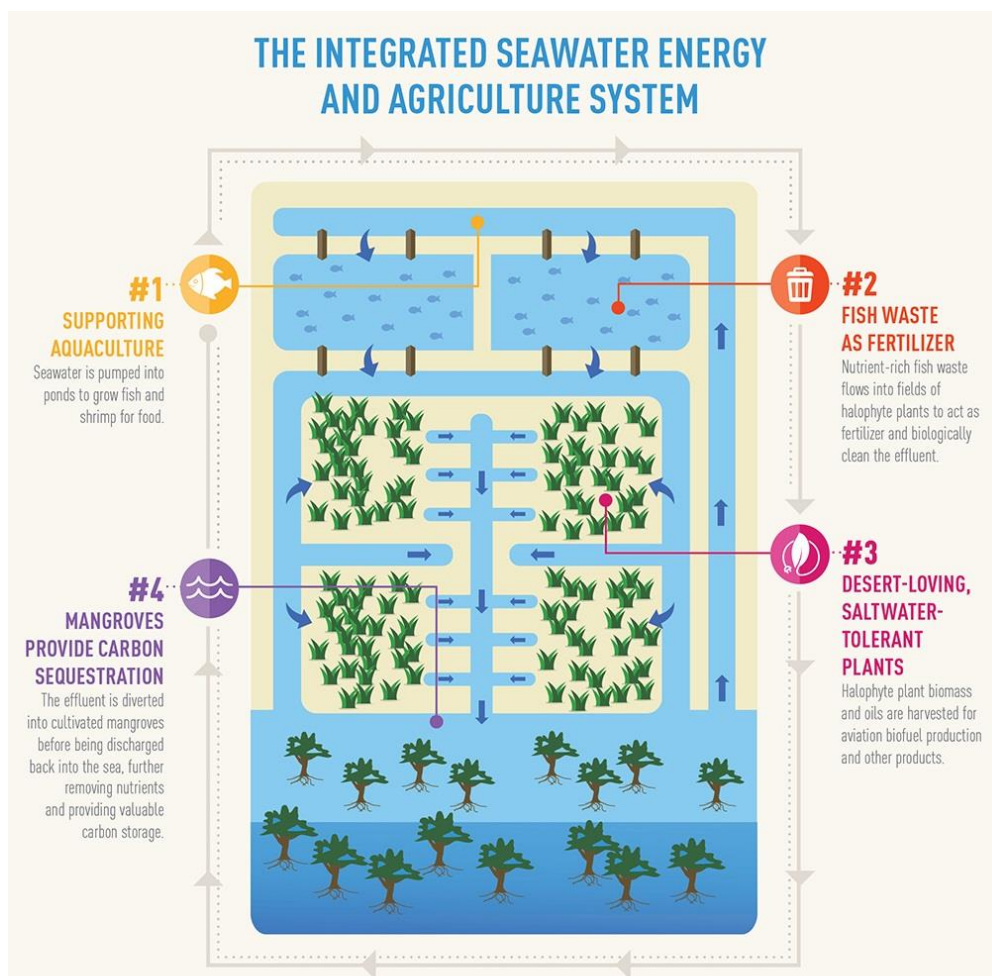 THE INTEGRATED SEAWATER ENERGY
AND AGRICULTURE SYSTEM
#1
SUPPORTING
AQUACULTURE
Seawater is pumped into
ponds to grow fish and
shrimp for food.
#2
FISH WASTE
AS FERTILIZER
Nutrient-rich fish waste
flows into fields of
halophyte plants to act as
fertilizer and biologically
clean the effluent.
#3
DESERT-LOVING,
SALTWATER-
TOLERANT
PLANTS
Halophyte plant biomass
and oils are harvested for
aviation biofuel production
and other products.
#4
MANGROVES
PROVIDE CARBON
SEQUESTRATION
The effluent is diverted
into cultivated mangroves
before being discharged
back into the sea, further
removing nutrients
and providing valuable
carbon storage.